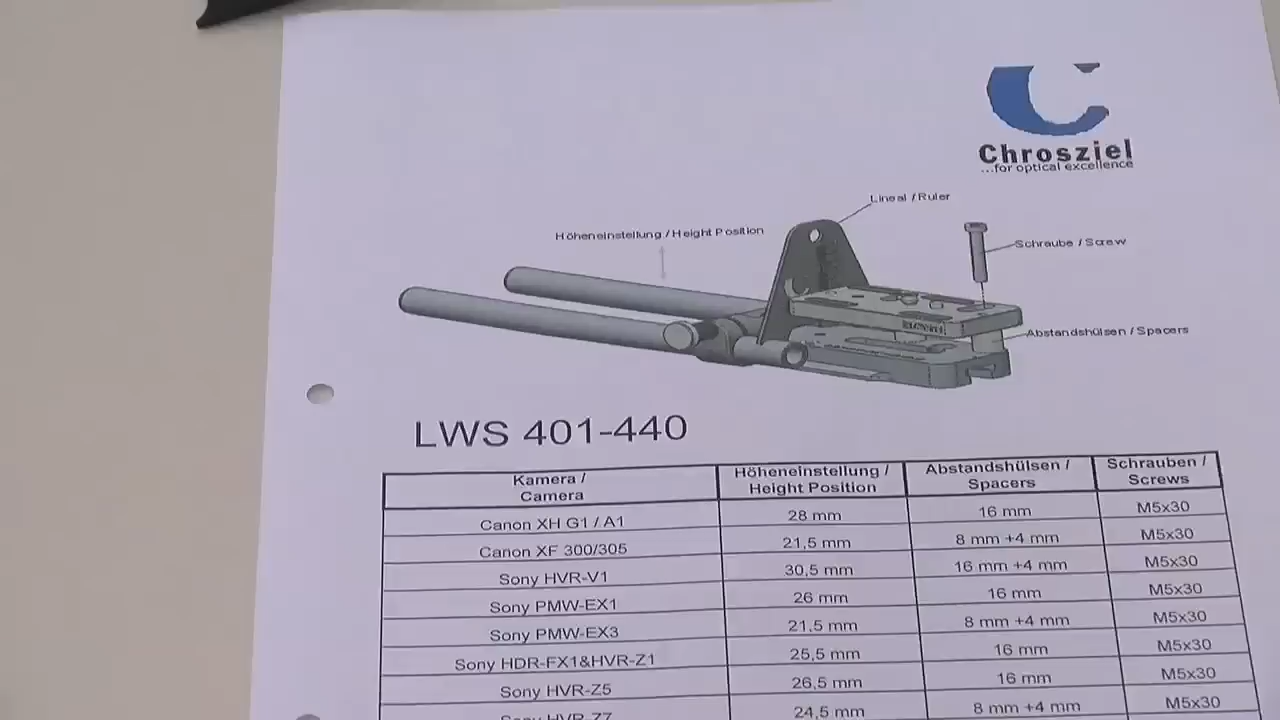 Chrosziel
...for optical excellence
Lineal / Ruler
Höheneinstellung / Height Position
Schraube / Screw
Abstandshülsen / Spacers
LWS 401-440
Kamera / Camera Höheneinstellung / Height Position Abstandshülsen / Spacers Schrauben / Screws
Canon XH G1 / A1 28 mm 16 mm M5x30
Canon XF 300/305 21,5 mm 8 mm +4 mm M5x30
Sony HVR-V1 30,5 mm 16 mm +4 mm M5x30
Sony PMW-EX1 26 mm 16 mm M5x30
Sony PMW-EX3 21,5 mm 8 mm +4 mm M5x30
Sony HDR-FX1&HVR-Z1 25,5 mm 16 mm M5x30
Sony HVR-Z5 26,5 mm 16 mm M5x30
Sony HVR-Z7 24,5 mm 8 mm +4 mm M5x30